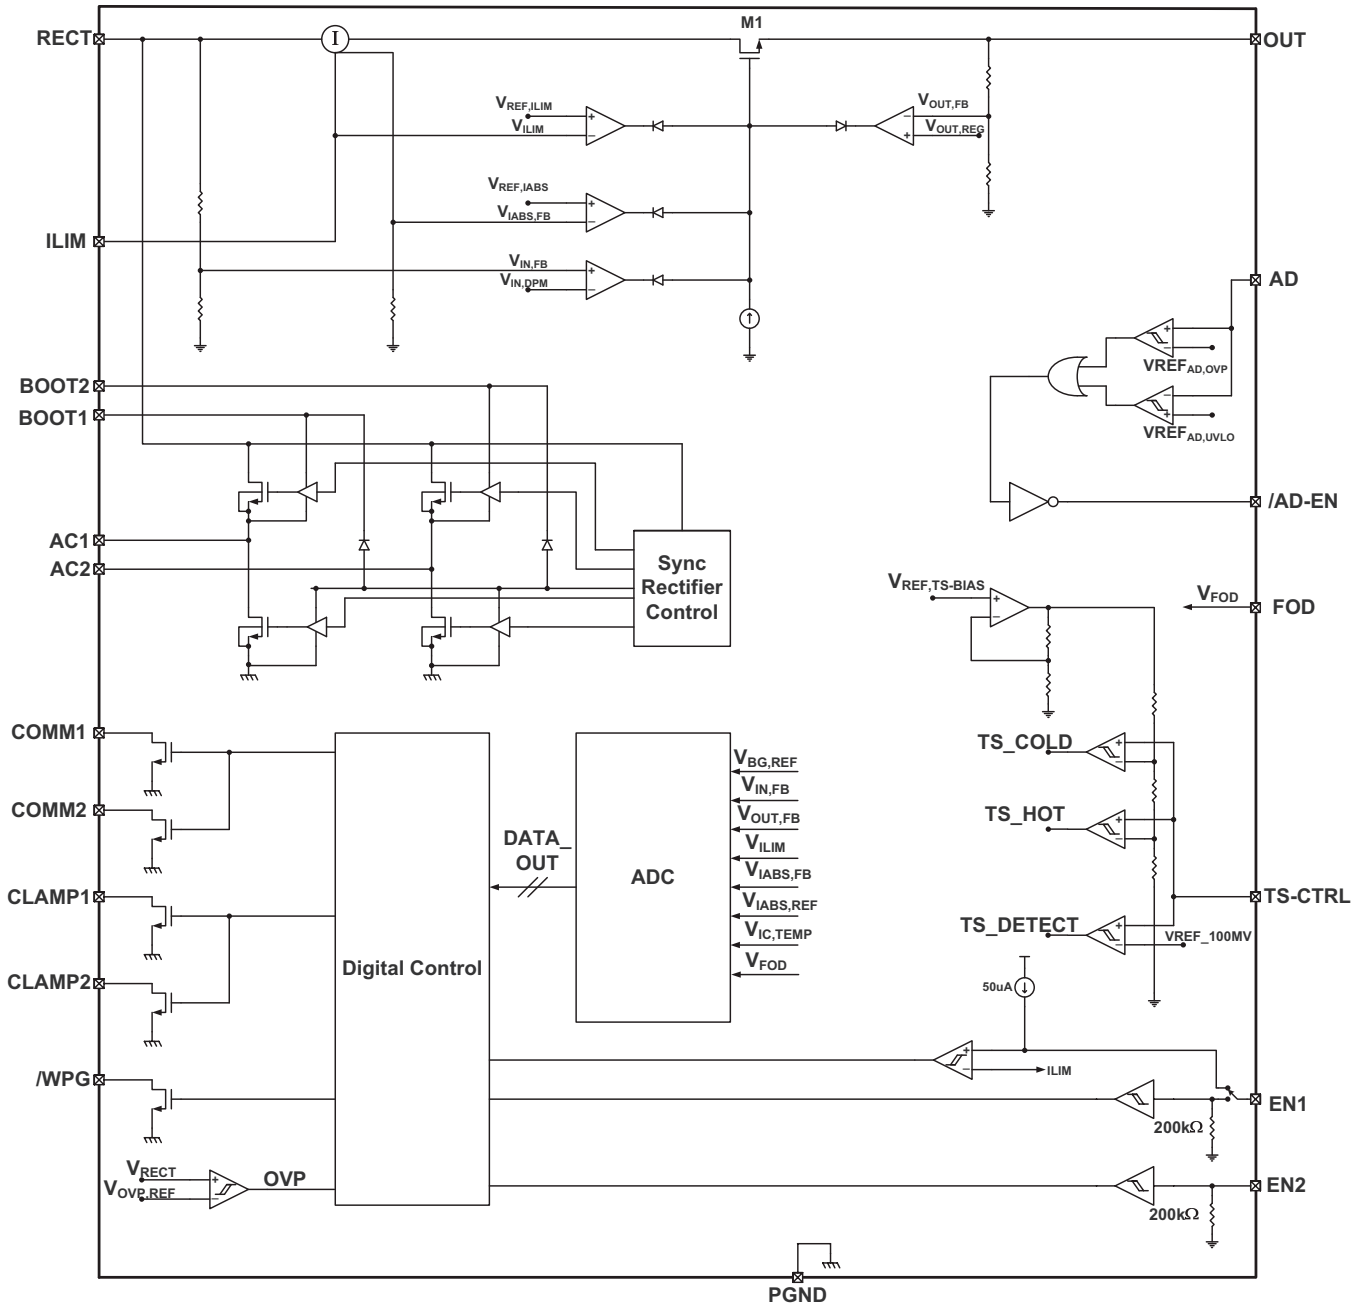 M1
RECT
I
OUT
VREF,ILIM
VILIM
VOUT,FB
VOUT,REG
VREF,IABS
VIABS,FB
ILIM
VIN,FB
VIN,DPM
AD
VREFAD,OVP
VREFAD,UVLO
BOOT2
BOOT1
/AD-EN
AC1
AC2
Sync
Rectifier
Control
VREF,TS-BIAS
VFOD
FOD
COMM1
COMM2
CLAMP1
CLAMP2
/WPG
Digital Control
DATA_
OUT
ADC
VBG,REF
VIN,FB
VOUT,FB
VILIM
VIABS,FB
VIABS,REF
VIC,TEMP
VFOD
TS_COLD
TS_HOT
TS-CTRL
TS_DETECT
VREF_100MV
50uA
ILIM
EN1
200kΩ
VRECT
VOVP,REF
OVP
EN2
200kΩ
PGND